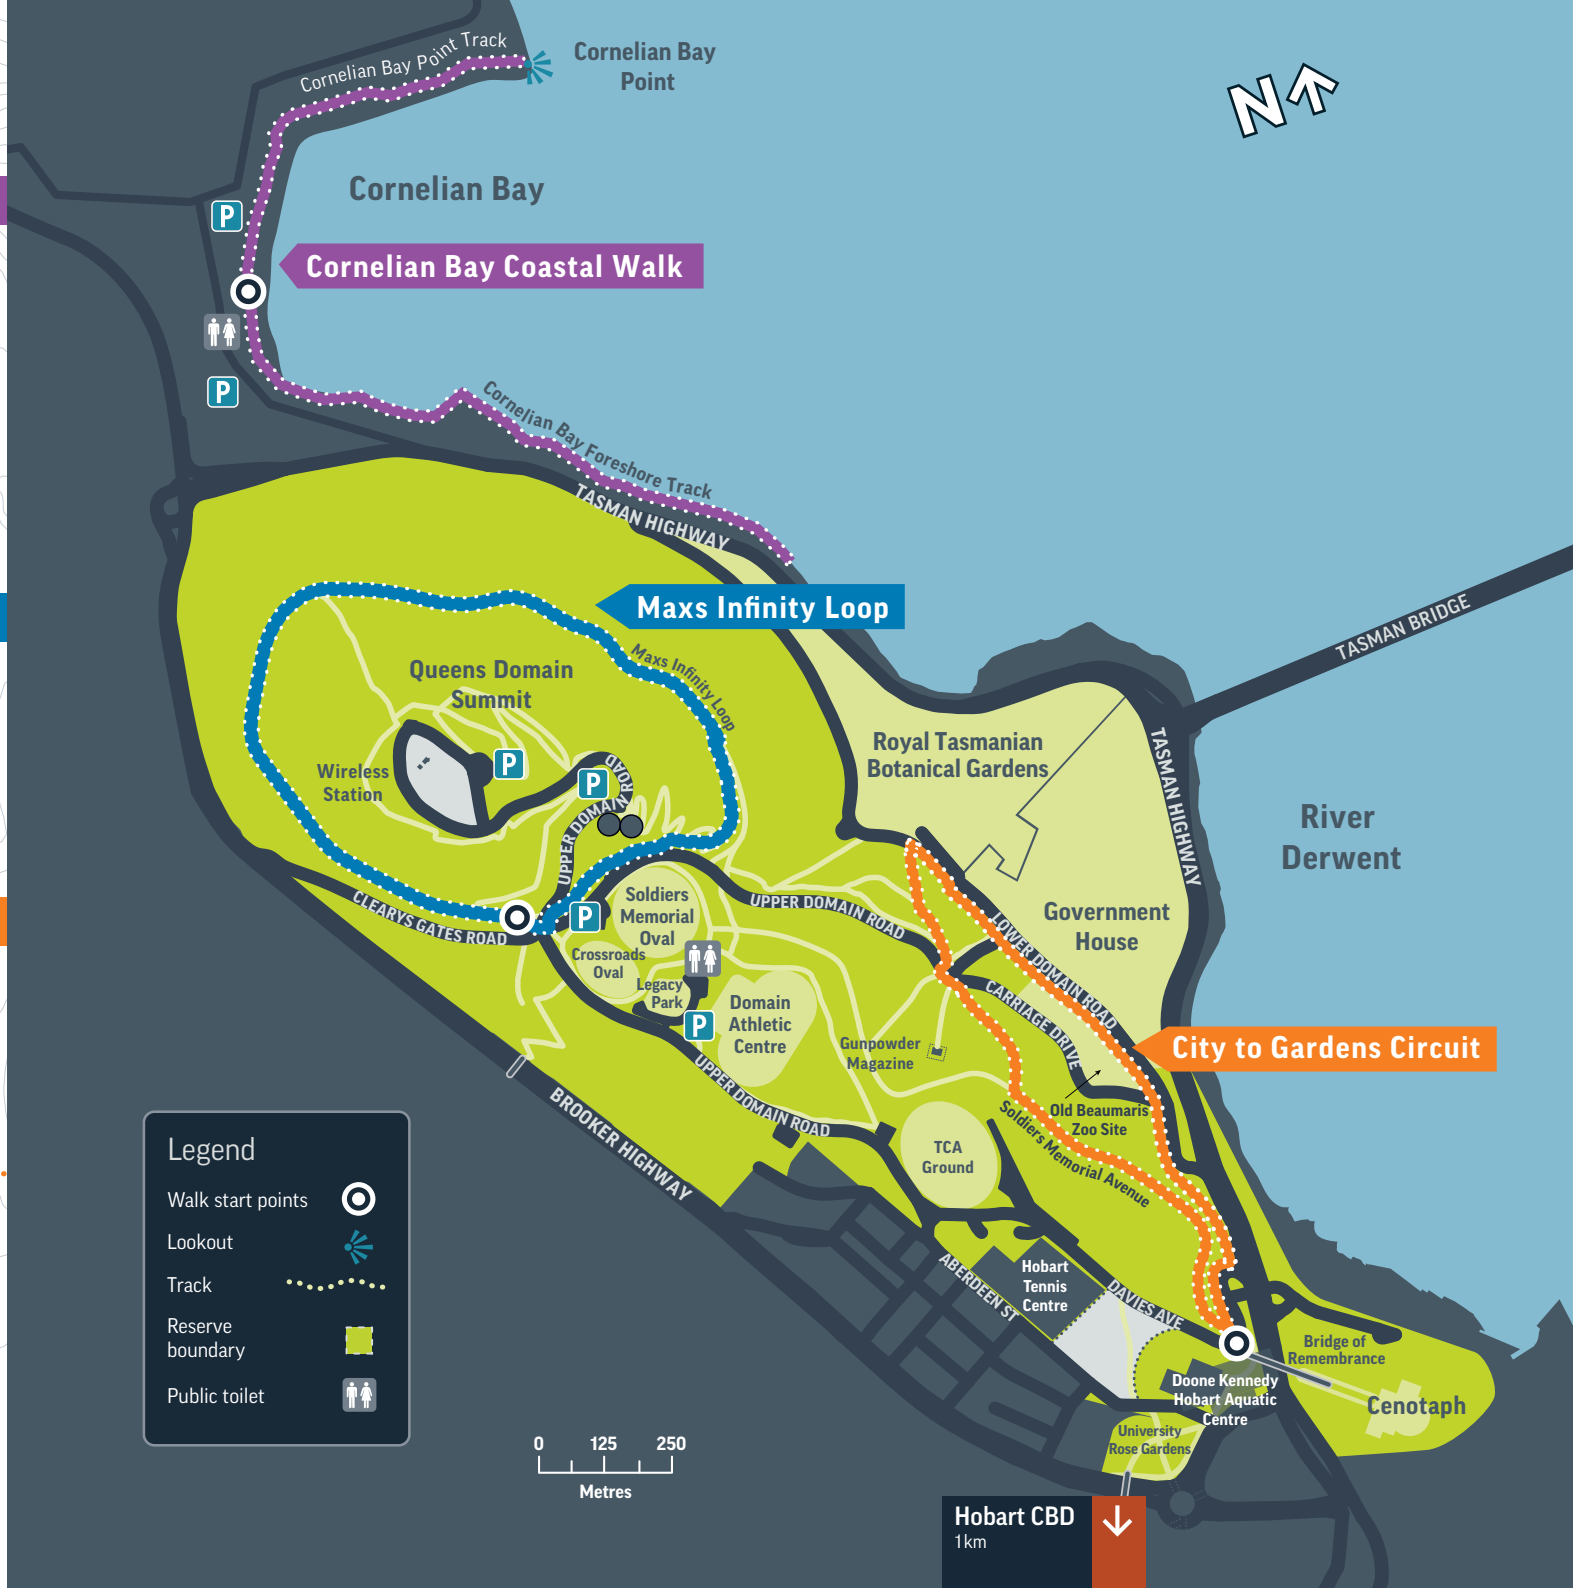 Cornelian Bay Point Track
Cornelian Bay
Point
N
Cornelian Bay
P
Cornelian Bay Coastal Walk
P
Cornelian Bay Foreshore Track
TASMAN HIGHWAY
Maxs Infinity Loop
TASMAN BRIDGE
Maxs Infinity Loop
Queens Domain
Summit
Royal Tasmanian
Botanical Gardens
TASMAN HIGHWAY
Wireless
Station
P
P
UPPER DOMAIN ROAD
River
Derwent
CLEARYS GATES ROAD
P
Soldiers
Memorial
Oval
UPPER DOMAIN ROAD
Government
House
LOWER DOMAIN ROAD
Crossroads
Oval
Legacy
Park
P
Domain
Athletic
Centre
CARRIAGE DRIVE
Gunpowder
Magazine
City to Gardens Circuit
UPPER DOMAIN ROAD
BROOKER HIGHWAY
Old Beaumaris
Zoo Site
Soldiers Memorial Avenue
TCA
Ground
Legend
Walk start points
Lookout
Track
Reserve
boundary
Public toilet
ABERDEEN ST
Hobart
Tennis
Centre
DAVIES AVE
Bridge of
Remembrance
Doone Kennedy
Hobart Aquatic
Centre
Cenotaph
University
Rose Gardens
0 125 250
Metres
Hobart CBD
1km